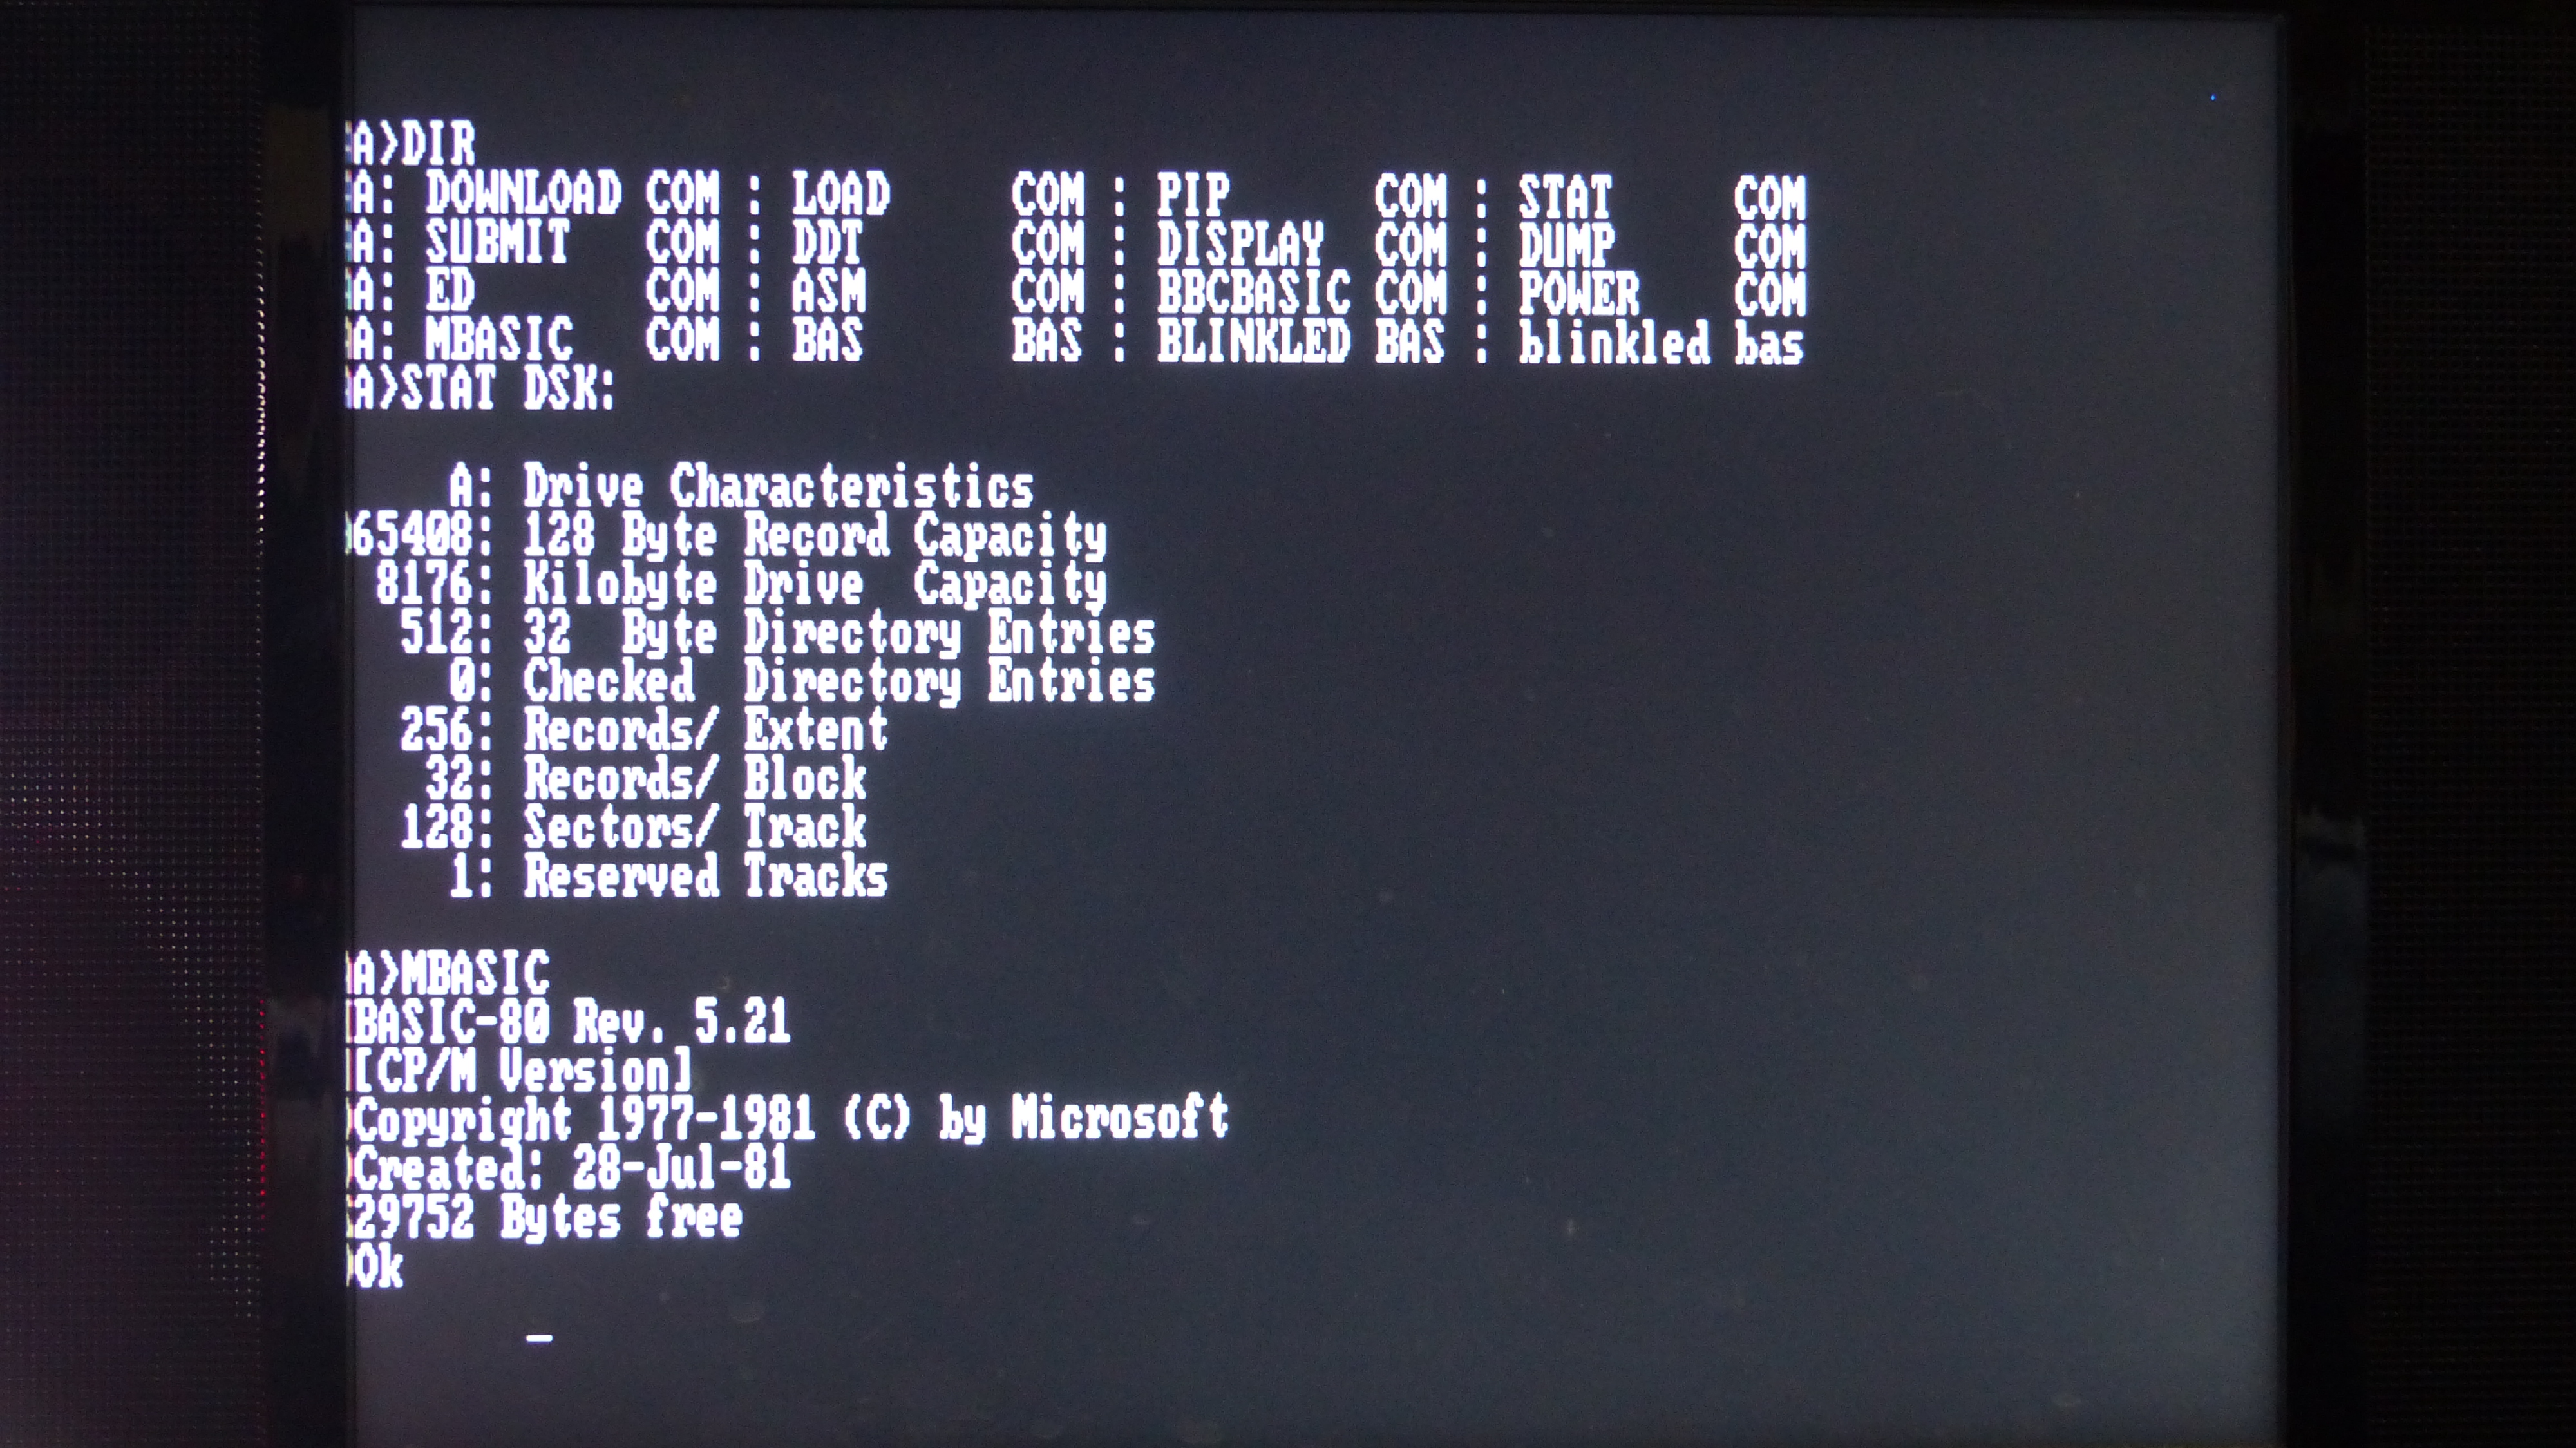 A>DIR
A: DOWNLOAD COM : LOAD     COM : PIP      COM : STAT     COM
A: SUBMIT   COM : DDT      COM : DISPLAY  COM : DUMP     COM
A: ED       COM : ASM      COM : BBCBASIC COM : POWER    COM
A: MBASIC   COM : BAS      BAS : BLINKLED BAS : blinkled bas
A>STAT DSK:
A: Drive Characteristics
65408: 128 Byte Record Capacity
8176: Kilobyte Drive  Capacity
512: 32  Byte Directory Entries
0: Checked  Directory Entries
256: Records/ Extent
32: Records/ Block
128: Sectors/ Track
1: Reserved Tracks
A>MBASIC
BASIC-80 Rev. 5.21
[CP/M Version]
Copyright 1977-1981 (C) by Microsoft
Created: 28-Jul-81
29752 Bytes free
Ok
_